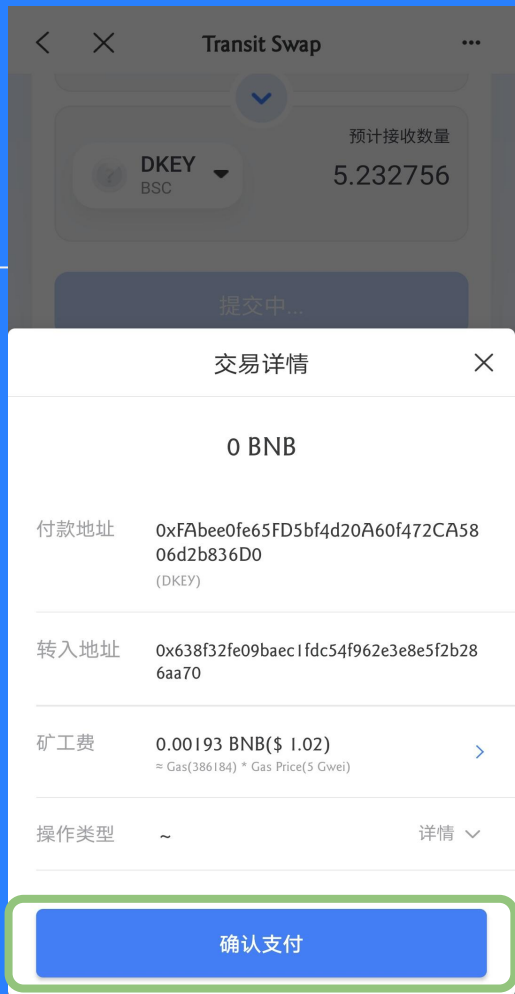 Transit Swap
预计接收数量
DKEY
BSC
5.232756
提交中...
交易详情
0 BNB
付款地址
0xFAbee0fe65FD5bf4d20A60f472CA58
06d2b836D0
(DKEY)
转入地址
0x638f32fe09baec1fdc54f962e3e8e5f2b28
6aa70
矿工费
0.00193 BNB($ 1.02)
≈ Gas(386184) * Gas Price(5 Gwei)
操作类型
~
详情
确认支付